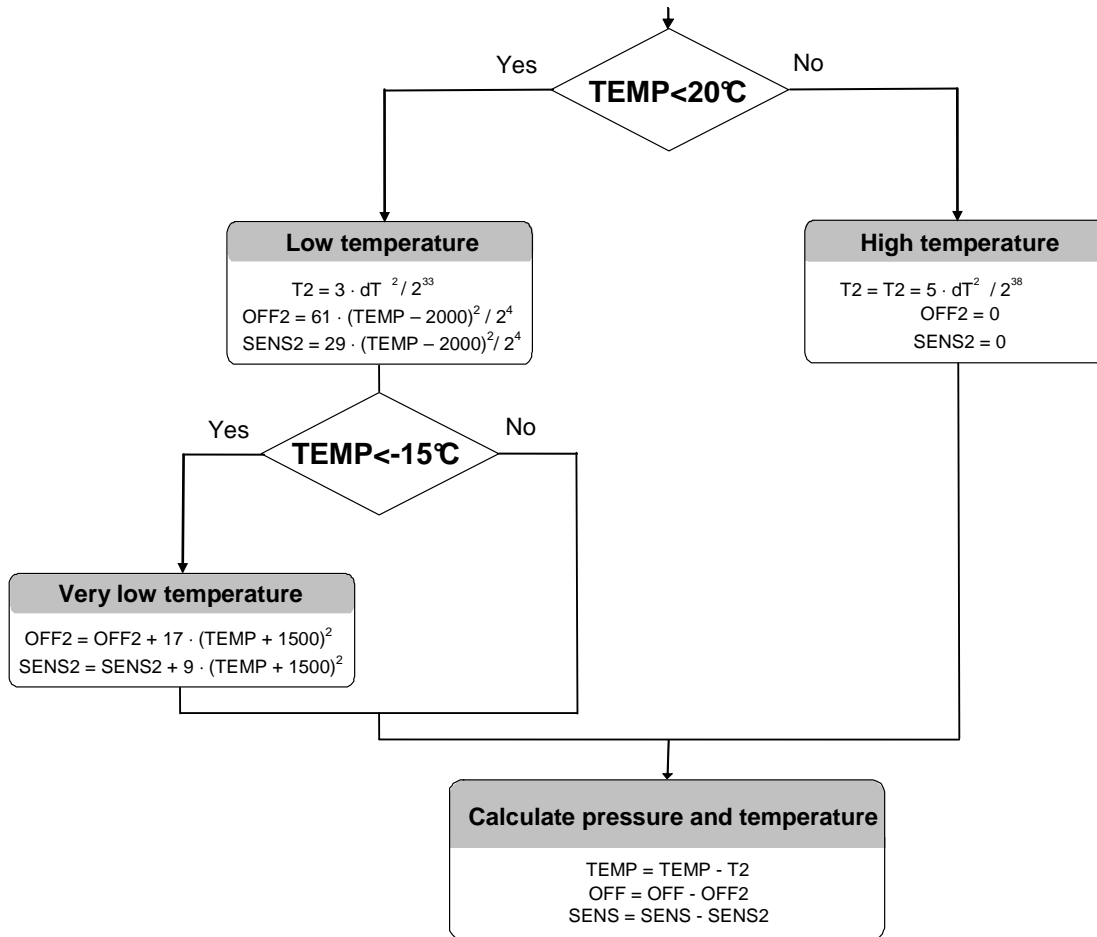 Yes
No
TEMP<20°C
Low temperature
T2 = 3 · dT ² / 2³³
OFF2 = 61 · (TEMP – 2000)² / 2⁴
SENS2 = 29 · (TEMP – 2000)²/ 2⁴
High temperature
T2 = T2 = 5 · dT² / 2³⁸
OFF2 = 0
SENS2 = 0
Yes
No
TEMP<-15°C
Very low temperature
OFF2 = OFF2 + 17 · (TEMP + 1500)²
SENS2 = SENS2 + 9 · (TEMP + 1500)²
Calculate pressure and temperature
TEMP = TEMP - T2
OFF = OFF - OFF2
SENS = SENS - SENS2